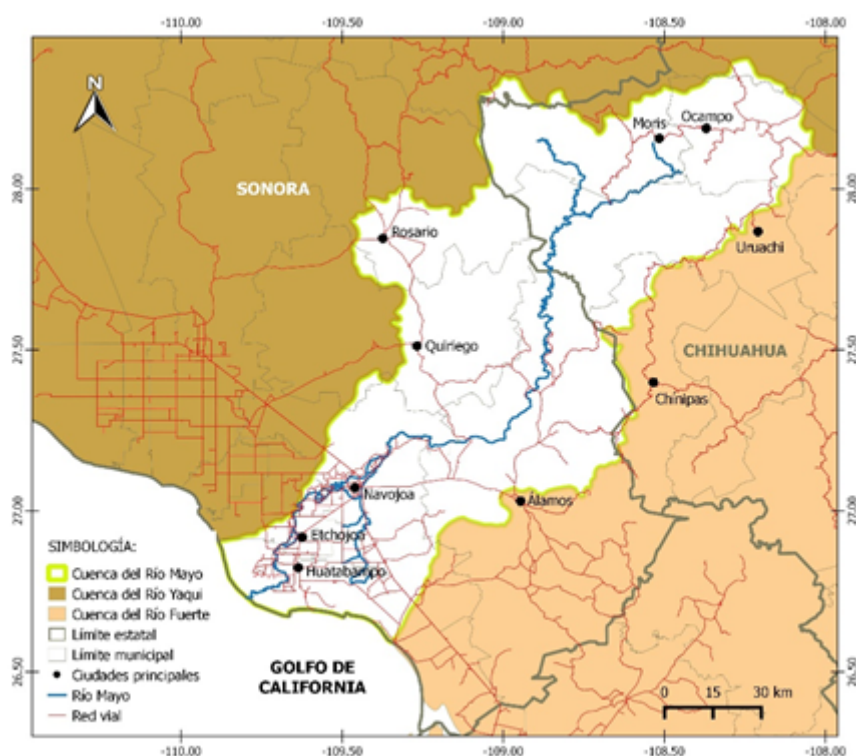 -110.00
-109.50
-109.00
-108.50
-108.00
N
Ocampo
Moris
28.00
28.00
SONORA
Rosario
Uruachi
27.50
27.50
Quiriego
CHIHUAHUA
Chinipas
27.00
27.00
Navojoa
Álamos
Etchojoa
Huatabampo
SIMBOLOGÍA:
Cuenca del Río Mayo
Cuenca del Río Yaqui
Cuenca del Río Fuerte
Límite estatal
Límite municipal
Ciudades principales
Río Mayo
Red vial
GOLFO DE
CALIFORNIA
26.50
26.50
0 15 30 km
-110.00
-109.50
-109.00
-108.50
-108.00